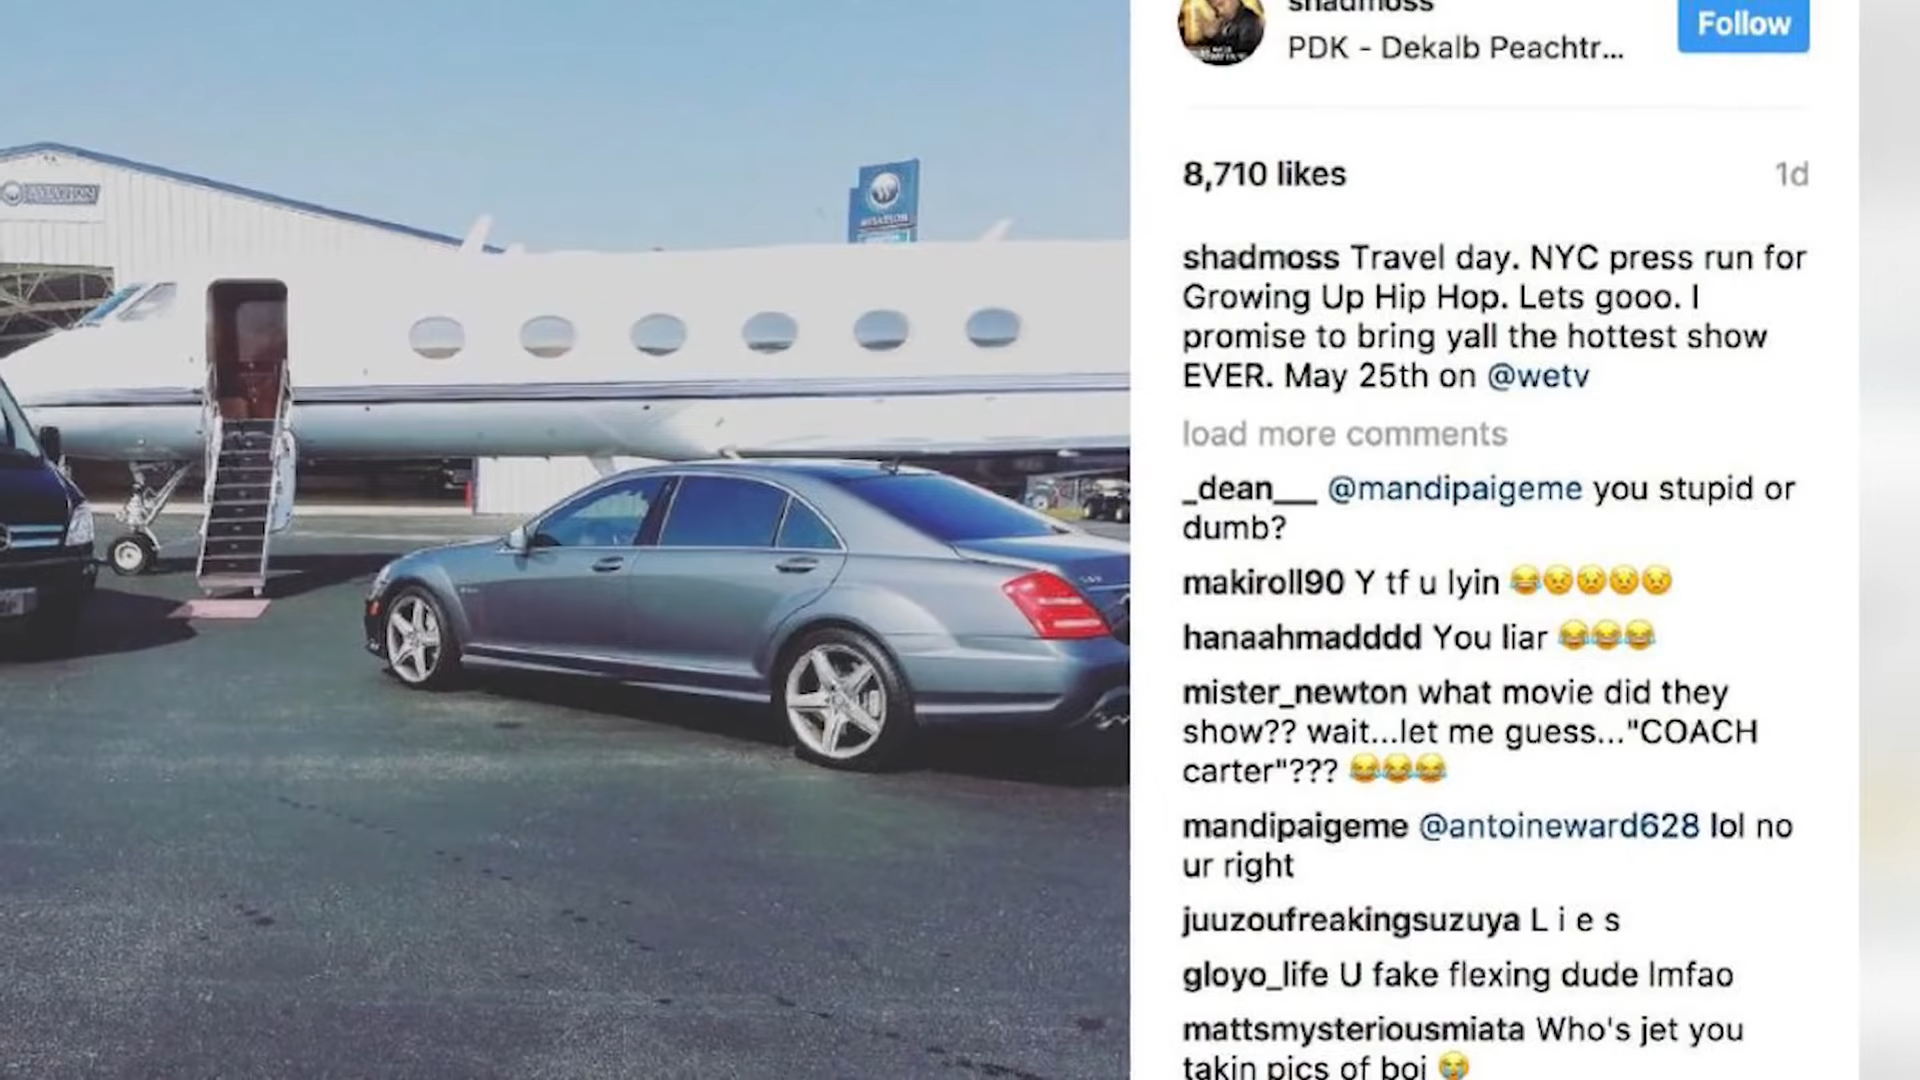 shadmoss
PDK - Dekalb Peachtr...
Follow
8,710 likes
1d
shadmoss Travel day. NYC press run for
Growing Up Hip Hop. Lets gooo. I
promise to bring yall the hottest show
EVER. May 25th on @wetv
load more comments
_dean__ @mandipaigeme you stupid or
dumb?
makiroll90 Y tf u lyin 😂😣😣😣😣
hanaahmadddd You liar 😂😂😂
mister_newton what movie did they
show?? wait...let me guess..."COACH
carter"??? 😂😂😂
mandipaigeme @antoineward628 lol no
ur right
juuzoufreakingsuzuya L i e s
gloyo_life U fake flexing dude lmfao
mattsmysteriousmiata Who's jet you
takin pics of boi 😭
AVIATION
AVIATION